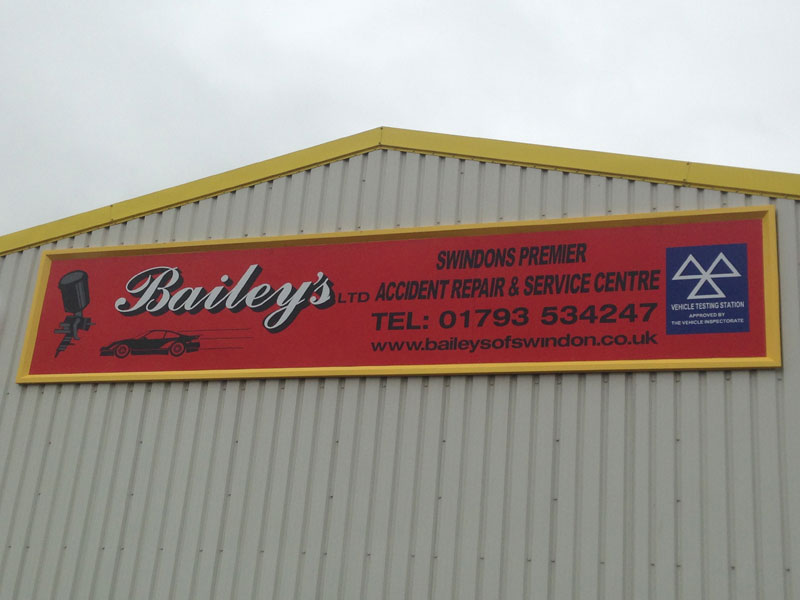 Bailey's LTD
SWINDONS PREMIER
ACCIDENT REPAIR & SERVICE CENTRE
TEL: 01793 534247
www.baileysofswindon.co.uk
VEHICLE TESTING STATION
APPROVED BY
THE VEHICLE INSPECTORATE